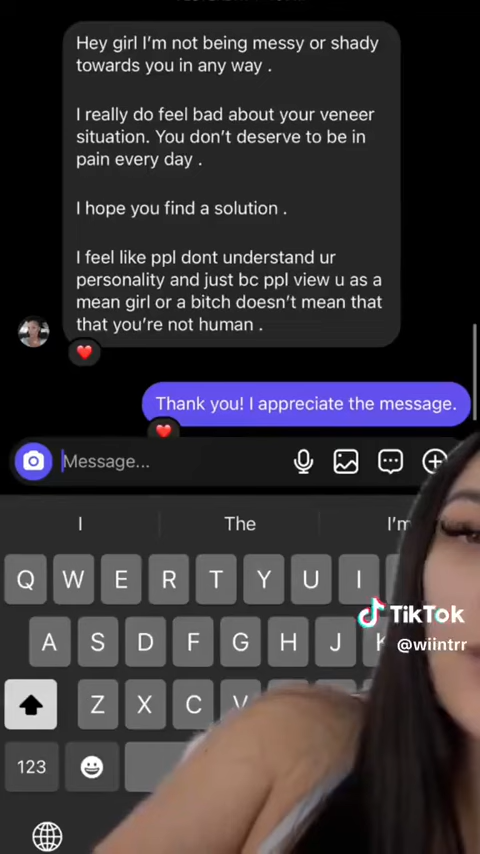 Hey girl I’m not being messy or shady
towards you in any way .
I really do feel bad about your veneer
situation. You don’t deserve to be in
pain every day .
I hope you find a solution .
I feel like ppl dont understand ur
personality and just bc ppl view u as a
mean girl or a bitch doesn’t mean that
that you’re not human .
Thank you! I appreciate the message.
Message...
I The I’m
Q W E R T Y U I
TikTok
A S D F G H J K
@wiintrr
Z X C V
123